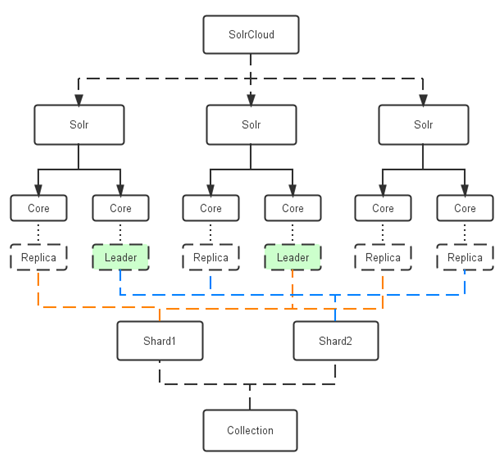 SolrCloud
Solr Solr Solr
Core Core Core Core Core Core
Replica Leader Replica Leader Replica Replica
Shard1 Shard2
Collection